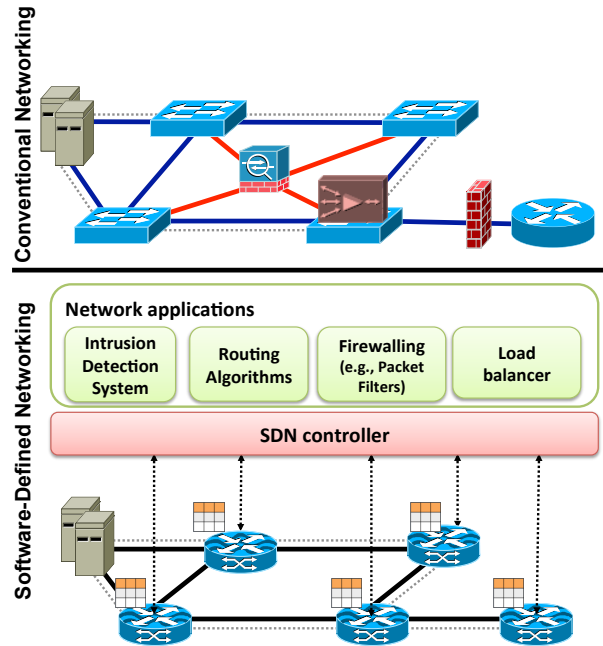 Conventional Networking
Software-Defined Networking
Network applications
Intrusion
Detection
System
Routing
Algorithms
Firewalling
(e.g., Packet
Filters)
Load
balancer
SDN controller